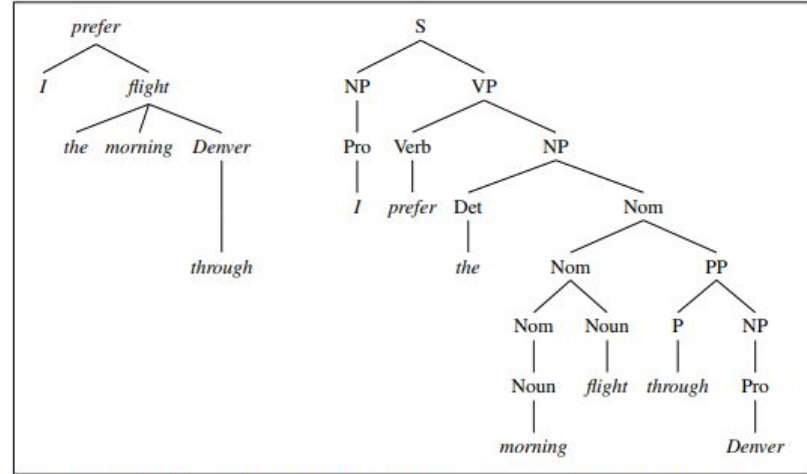 prefer S
I flight NP VP
the morning Denver Pro Verb NP
I prefer Det Nom
through the Nom PP
Nom Noun P NP
Noun flight through Pro
morning Denver